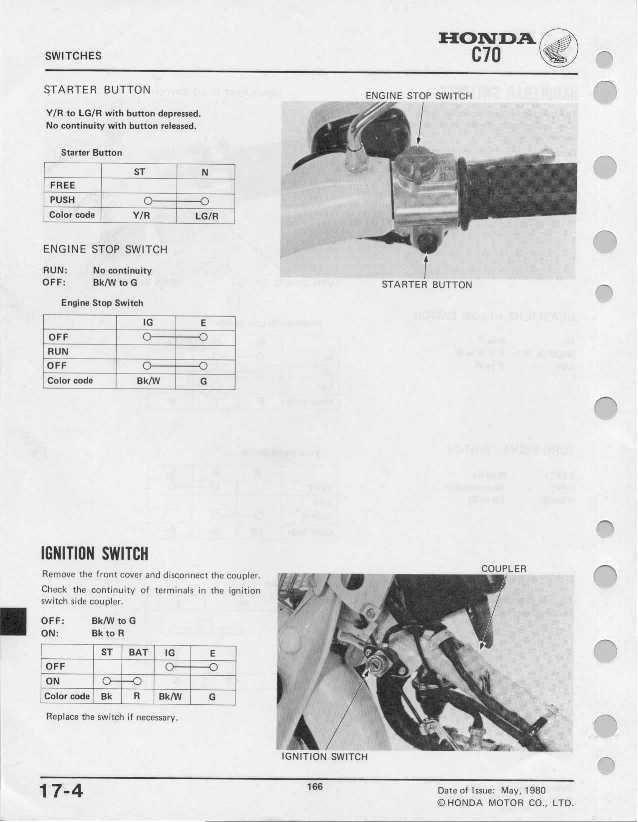 HONDA
C70
SWITCHES
STARTER BUTTON
Y/R to LG/R with button depressed.
No continuity with button released.
Starter Button
ST N
FREE
PUSH
Color code Y/R LG/R
ENGINE STOP SWITCH
RUN: No continuity
OFF: Bk/W to G
Engine Stop Switch
IG E
OFF
RUN
OFF
Color code Bk/W G
ENGINE STOP SWITCH
STARTER BUTTON
IGNITION SWITCH
Remove the front cover and disconnect the coupler.
Check the continuity of terminals in the ignition
switch side coupler.
OFF: Bk/W to G
ON: Bk to R
ST BAT IG E
OFF
ON
Color code Bk R Bk/W G
Replace the switch if necessary.
COUPLER
IGNITION SWITCH
17-4
166
Date of Issue: May, 1980
© HONDA MOTOR CO., LTD.